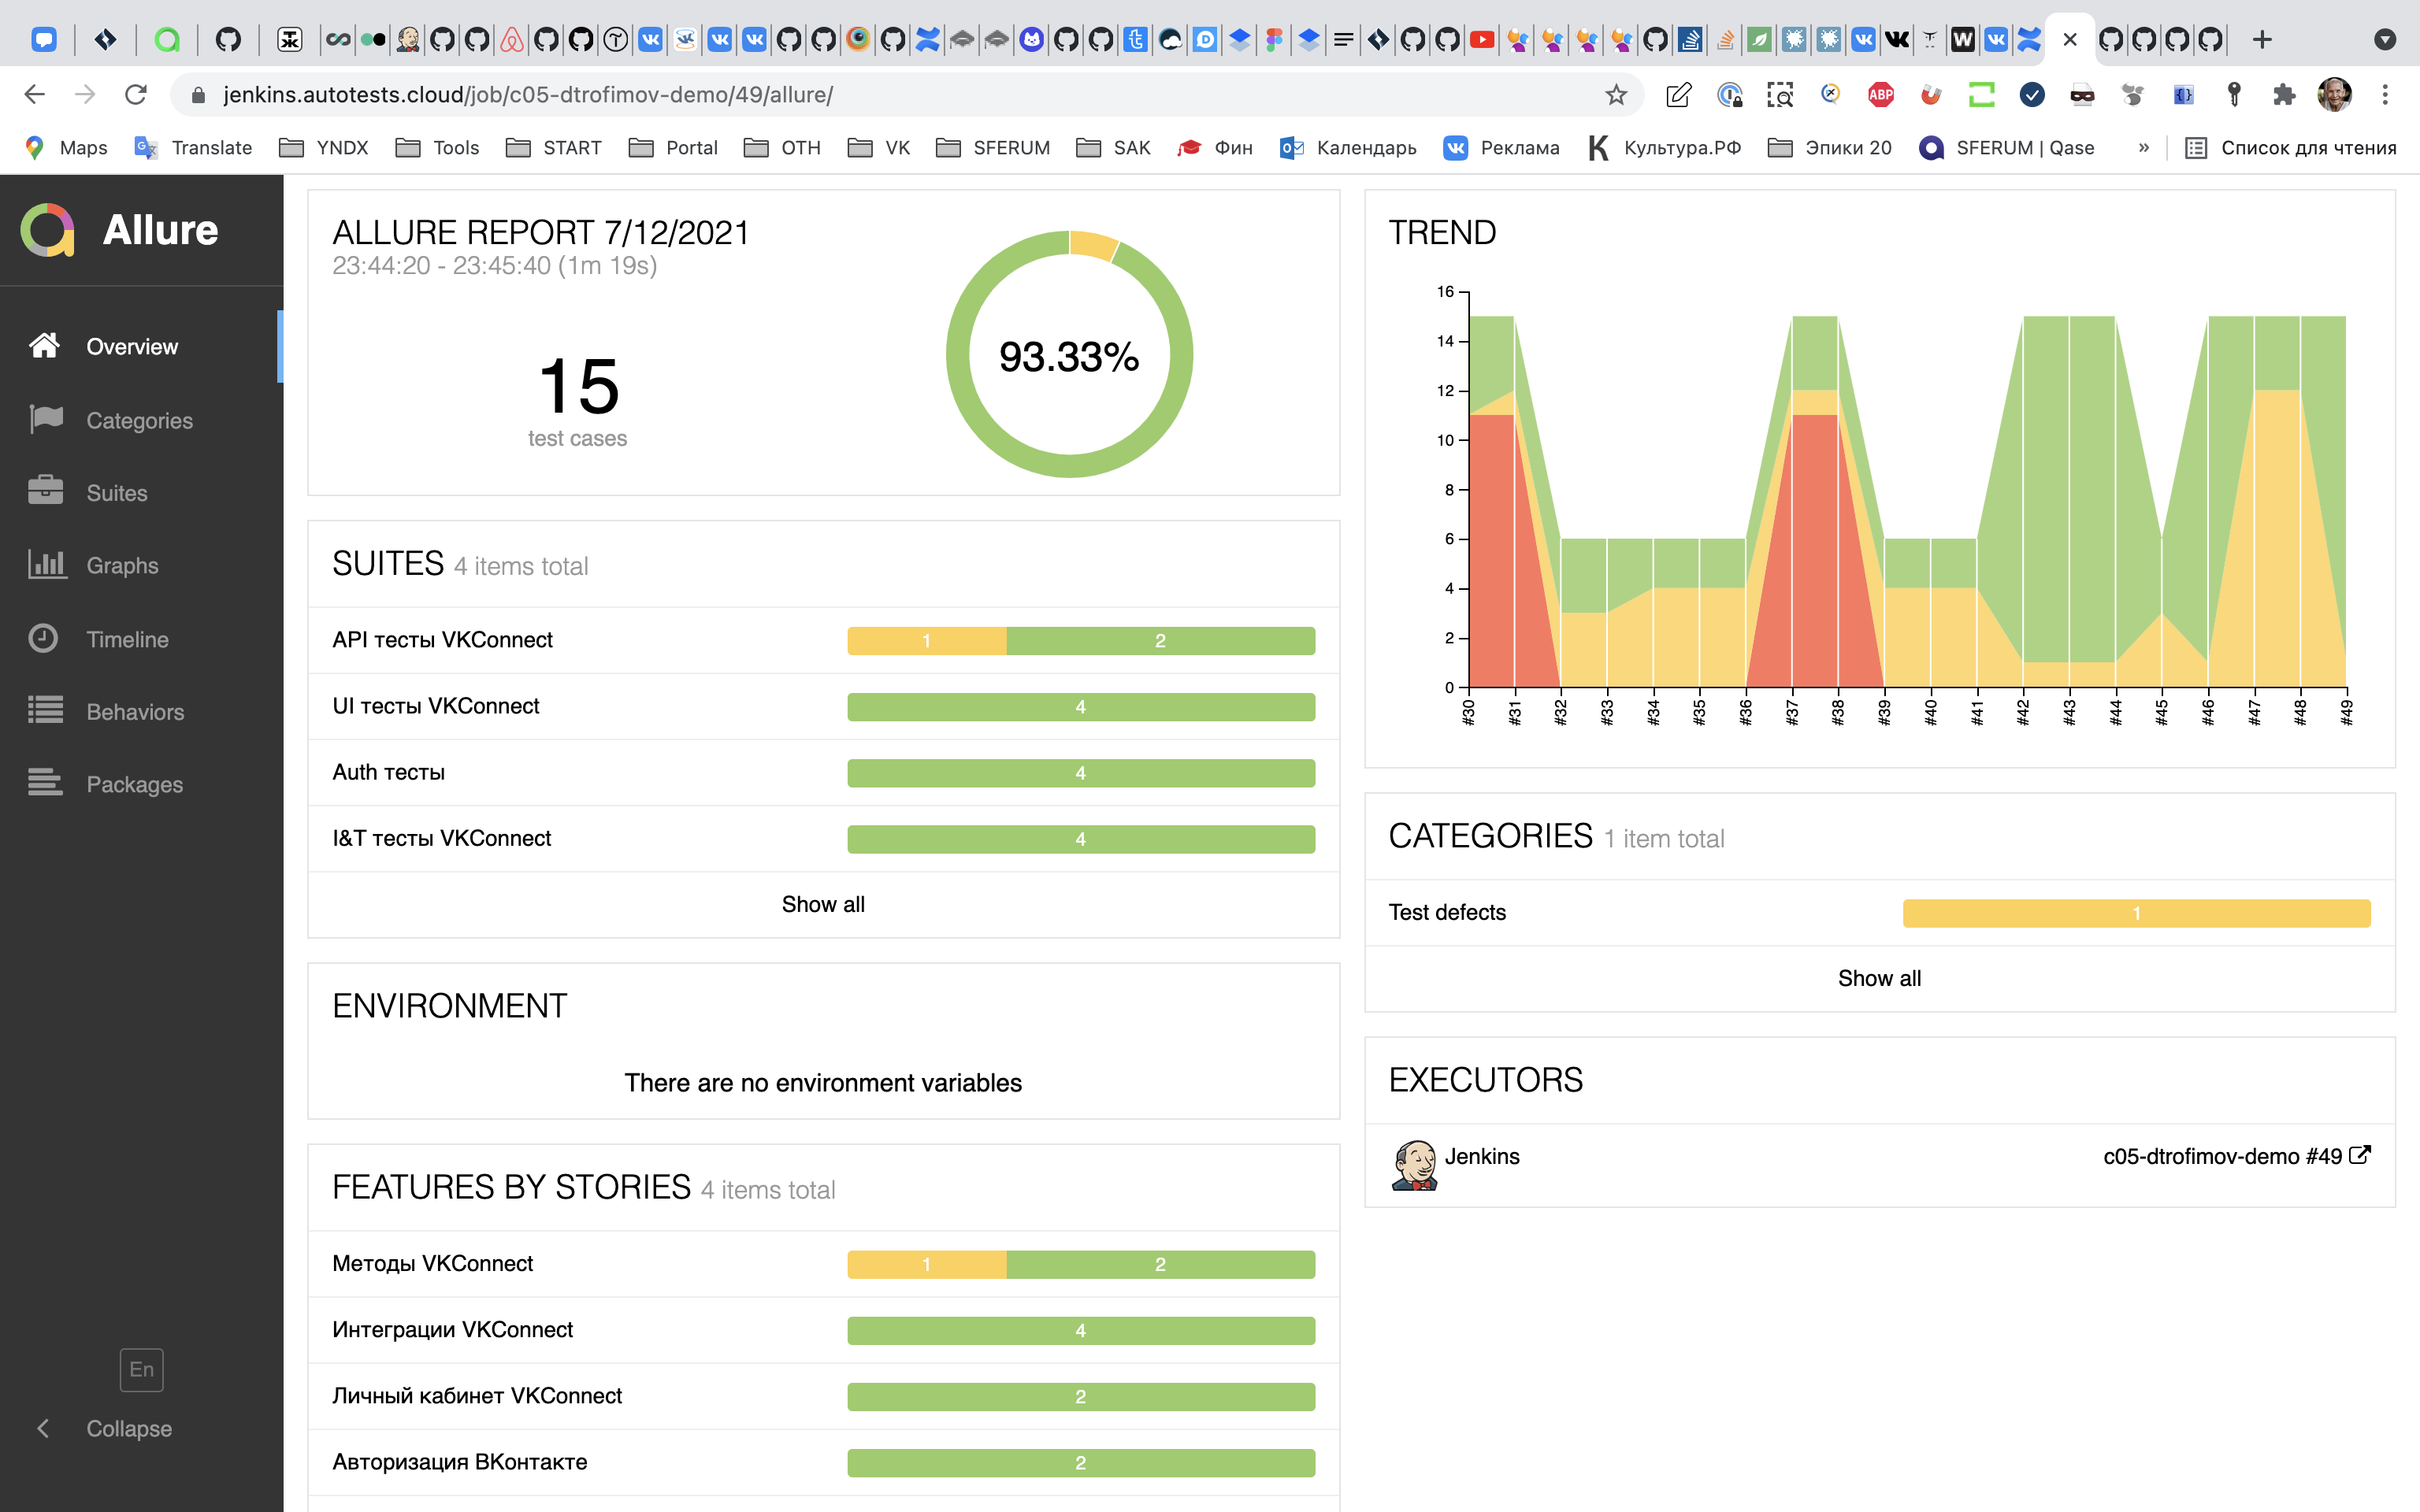 jenkins.autotests.cloud/job/c05-dtrofimov-demo/49/allure/
ABP
Maps Translate YNDX Tools START Portal OTH VK SFERUM SAK Фин Календарь Реклама Культура.РФ Эпики 20 SFERUM | Qase » Список для чтения
Allure
Overview
Categories
Suites
Graphs
Timeline
Behaviors
Packages
En
Collapse
ALLURE REPORT 7/12/2021
23:44:20 - 23:45:40 (1m 19s)
15
test cases
93.33%
SUITES 4 items total
API тесты VKConnect 1 2
UI тесты VKConnect 4
Auth тесты 4
I&T тесты VKConnect 4
Show all
ENVIRONMENT
There are no environment variables
FEATURES BY STORIES 4 items total
Методы VKConnect 1 2
Интеграции VKConnect 4
Личный кабинет VKConnect 2
Авторизация ВКонтакте 2
TREND
16
14
12
10
8
6
4
2
0
#30 #31 #32 #33 #34 #35 #36 #37 #38 #39 #40 #41 #42 #43 #44 #45 #46 #47 #48 #49
CATEGORIES 1 item total
Test defects 1
Show all
EXECUTORS
Jenkins c05-dtrofimov-demo #49